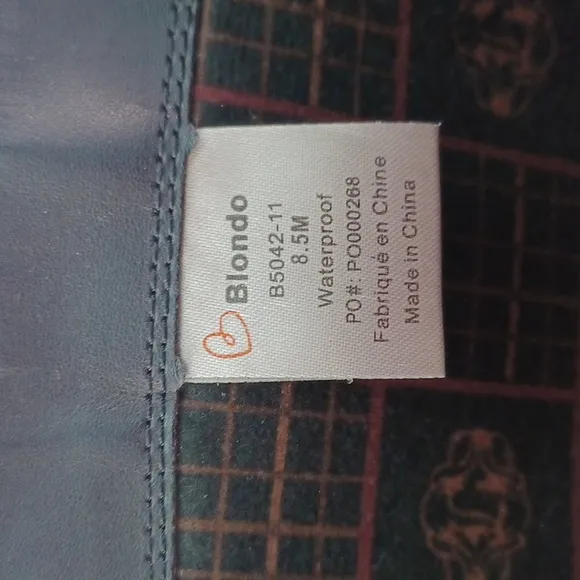 Blondo
B5042-11
8.5M
Waterproof
PO#: PO000268
Fabriqué en Chine
Made in China